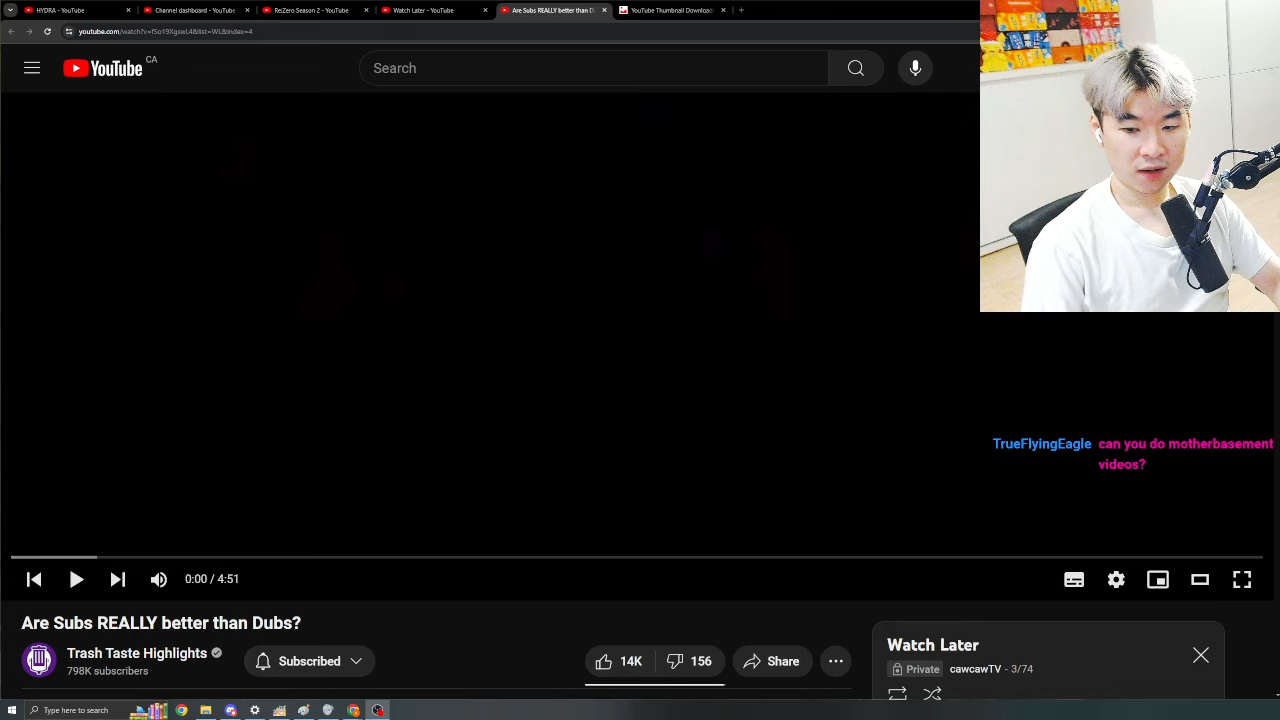 HYDRA - YouTube
Channel dashboard - YouTube
Re:Zero Season 2 - YouTube
Watch Later - YouTube
Are Subs REALLY better than D
YouTube Thumbnail Download
youtube.com/watch?v=fSo19XgswL4&list=WL&index=4
YouTube CA
Search
TrueFlyingEagle can you do motherbasement
videos?
0:00 / 4:51
Are Subs REALLY better than Dubs?
Trash Taste Highlights
798K subscribers
Subscribed
14K
156
Share
Watch Later
Private cawcawTV - 3/74
Type here to search